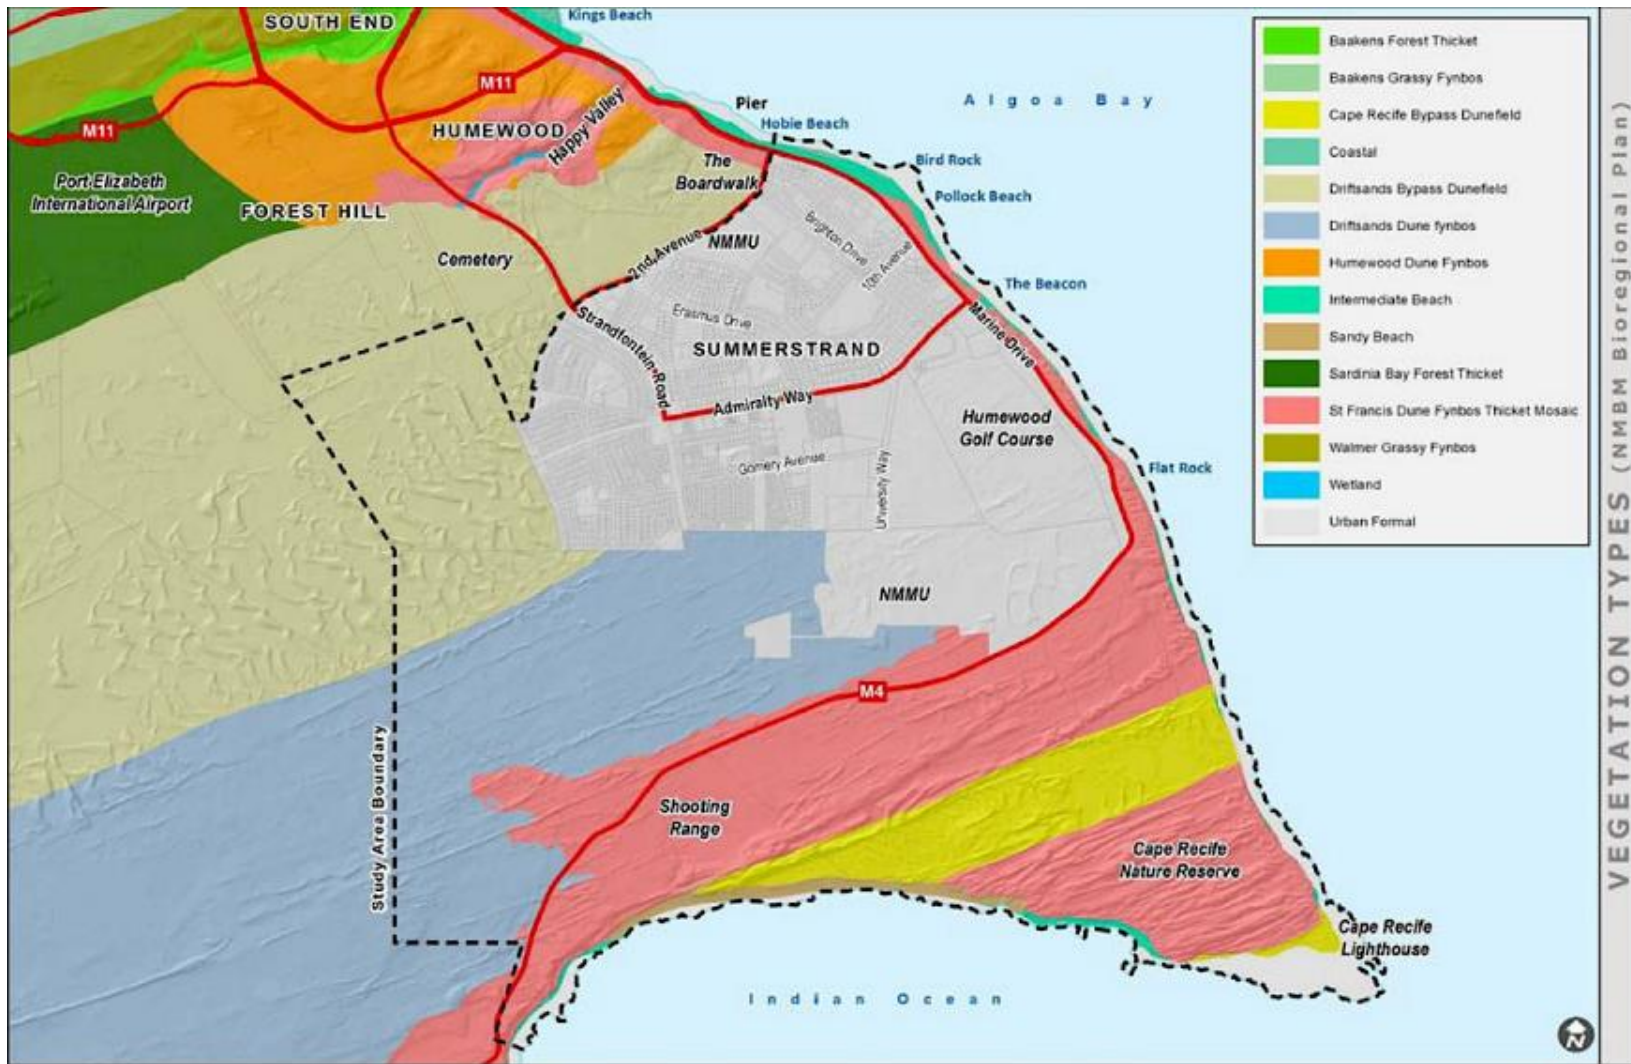 SOUTH END
Kings Beach
M11
M11
HUMEWOOD
Happy Valley
Pier
Algoa Bay
Hobie Beach
The
Boardwalk
Bird Rock
Pollock Beach
Port Elizabeth
International Airport
FOREST HILL
Cemetery
2nd Avenue
NMMU
Brighton Drive
10th Avenue
The Beacon
Strandfontein Road
Erasmus Drive
SUMMERSTRAND
Marine Drive
Admiralty Way
Humewood
Golf Course
Gomery Avenue
University Way
Flat Rock
NMMU
M4
Study Area Boundary
Shooting
Range
Cape Recife
Nature Reserve
Cape Recife
Lighthouse
Indian Ocean
Baakens Forest Thicket
Baakens Grassy Fynbos
Cape Recife Bypass Dunefield
Coastal
Driftsands Bypass Dunefield
Driftsands Dune fynbos
Humewood Dune Fynbos
Intermediate Beach
Sandy Beach
Sardinia Bay Forest Thicket
St Francis Dune Fynbos Thicket Mosaic
Walmer Grassy Fynbos
Wetland
Urban Formal
VEGETATION TYPES (NMBM Bioregional Plan)
N